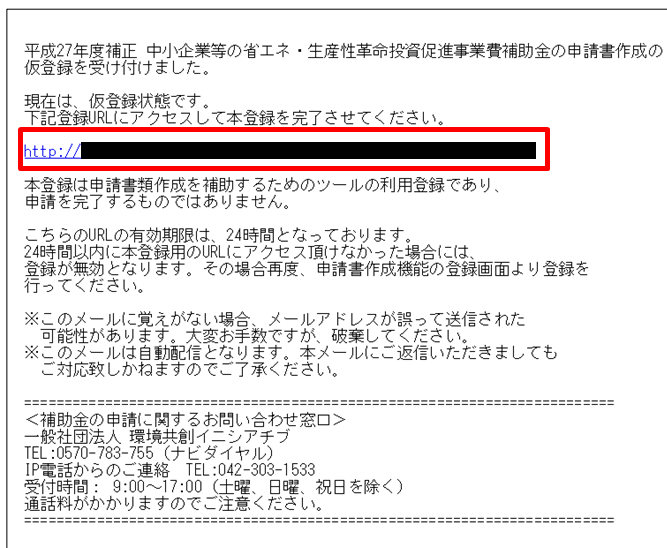 平成27年度補正 中小企業等の省エネ・生産性革命投資促進事業費補助金の申請書作成の
仮登録を受け付けました。
現在は、仮登録状態です。
下記登録URLにアクセスして本登録を完了させてください。
http://
本登録は申請書類作成を補助するためのツールの利用登録であり、
申請を完了するものではありません。
こちらのURLの有効期限は、24時間となっております。
24時間以内に本登録用のURLにアクセス頂けなかった場合には、
登録が無効となります。その場合再度、申請書作成機能の登録画面より登録を
行ってください。
※このメールに覚えがない場合、メールアドレスが誤って送信された
可能性があります。大変お手数ですが、破棄してください。
※このメールは自動配信となります。本メールにご返信いただきましても
ご対応致しかねますのでご了承ください。
======================================================================
＜補助金の申請に関するお問い合わせ窓口＞
一般社団法人 環境共創イニシアチブ
TEL:0570-783-755（ナビダイヤル）
IP電話からのご連絡　TEL:042-303-1533
受付時間： 9:00～17:00（土曜、日曜、祝日を除く）
通話料がかかりますのでご注意ください。
======================================================================